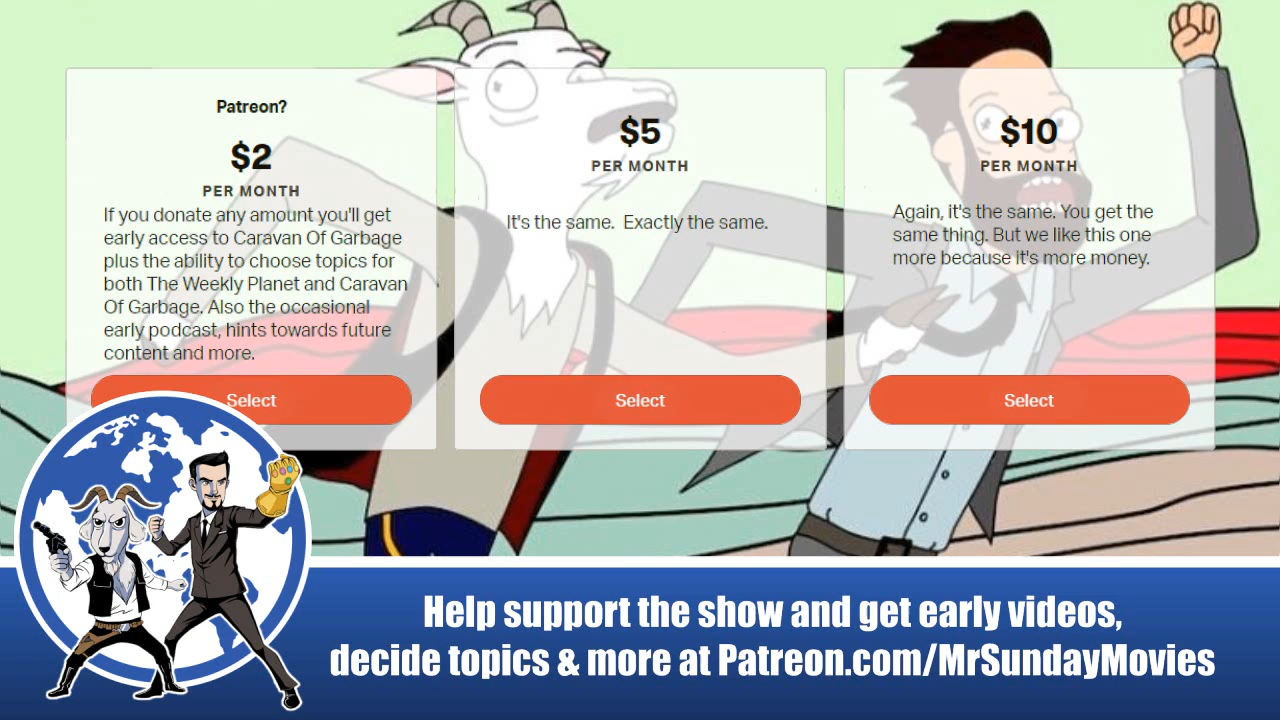 Patreon?
$2
PER MONTH
If you donate any amount you'll get
early access to Caravan Of Garbage
plus the ability to choose topics for
both The Weekly Planet and Caravan
Of Garbage. Also the occasional
early podcast, hints towards future
content and more.
Select
$5
PER MONTH
It's the same.  Exactly the same.
Select
$10
PER MONTH
Again, it's the same. You get the
same thing. But we like this one
more because it's more money.
Select
Help support the show and get early videos,
decide topics & more at Patreon.com/MrSundayMovies